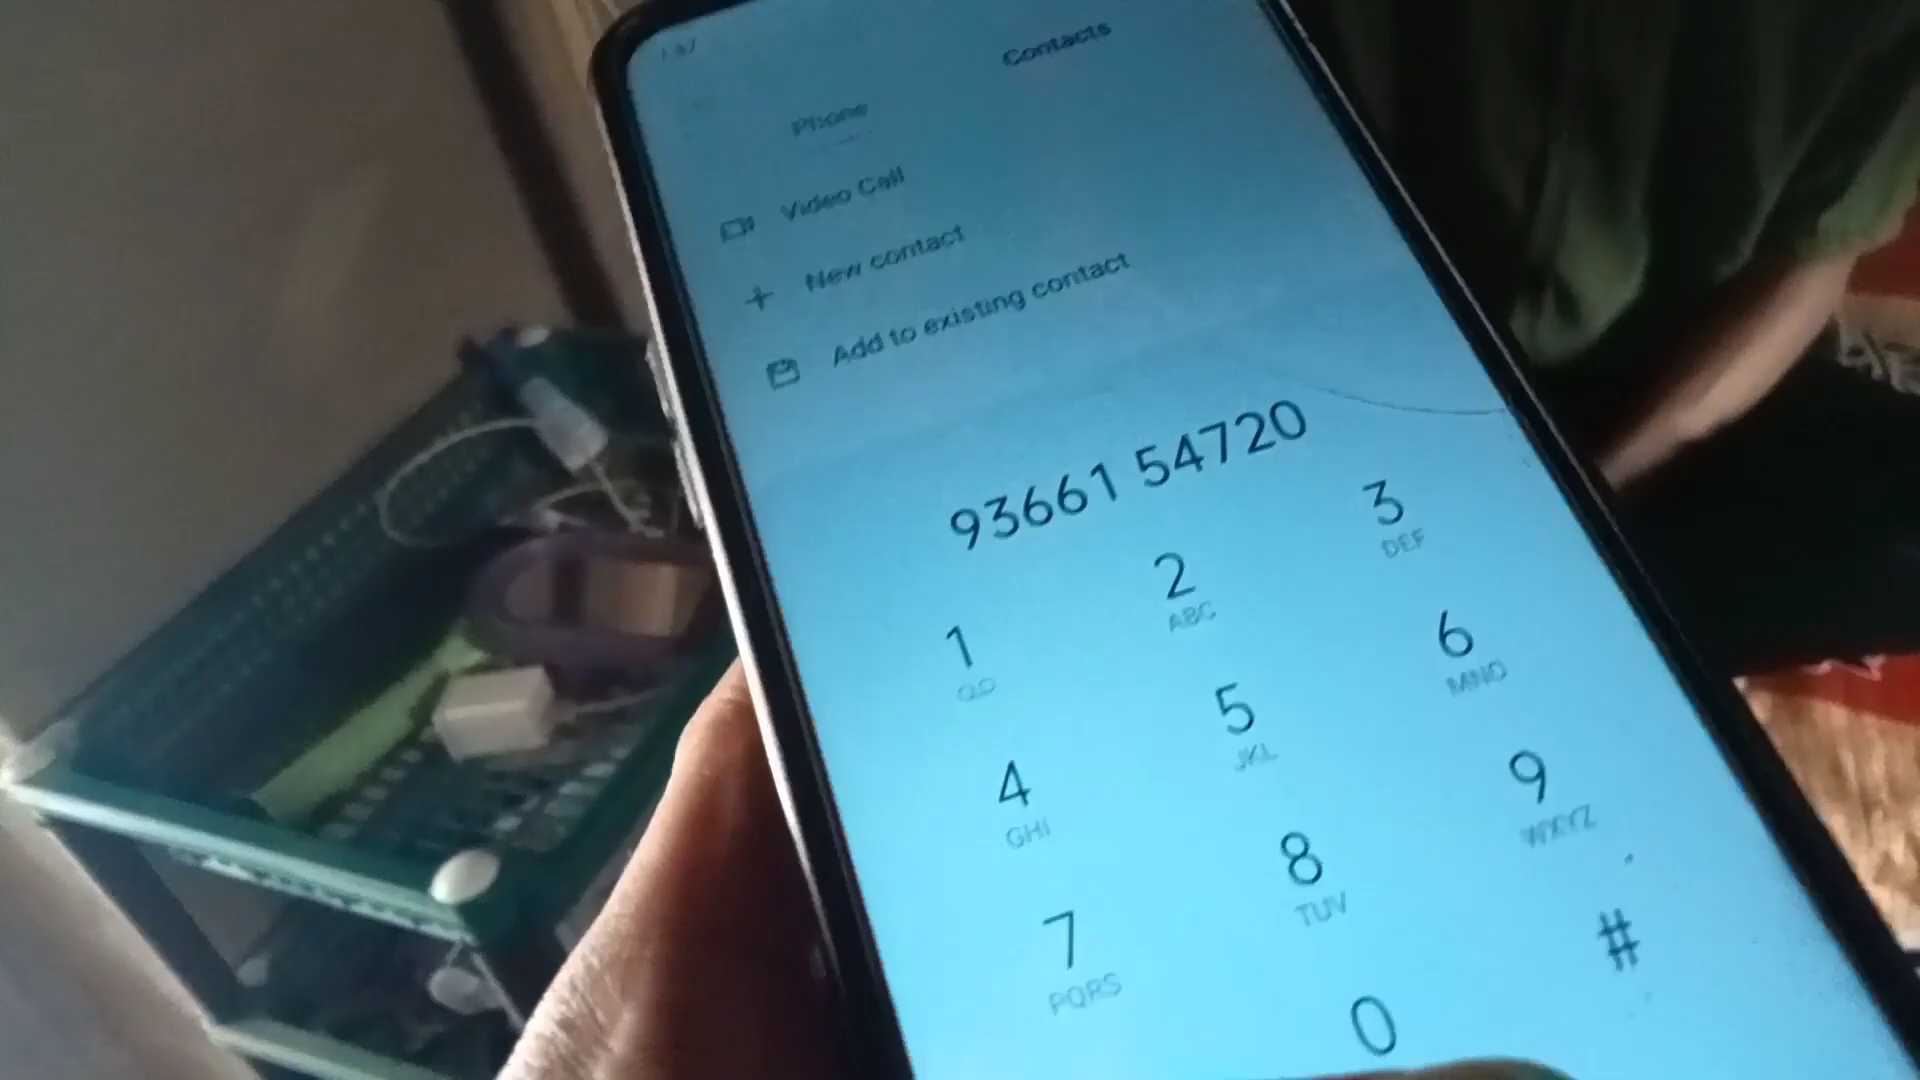 Contacts
Phone
Video Call
New contact
Add to existing contact
93661 54720
1
2
ABC
3
DEF
4
GHI
5
JKL
6
MNO
7
PQRS
8
TUV
9
WXYZ
0
#